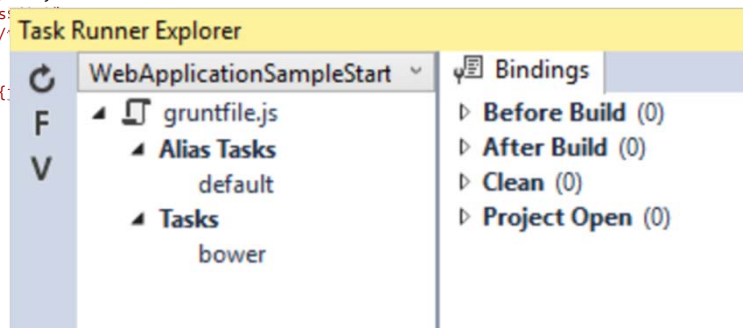 Task Runner Explorer
WebApplicationSampleStart
Bindings
F
V
gruntfile.js
Alias Tasks
default
Tasks
bower
Before Build (0)
After Build (0)
Clean (0)
Project Open (0)